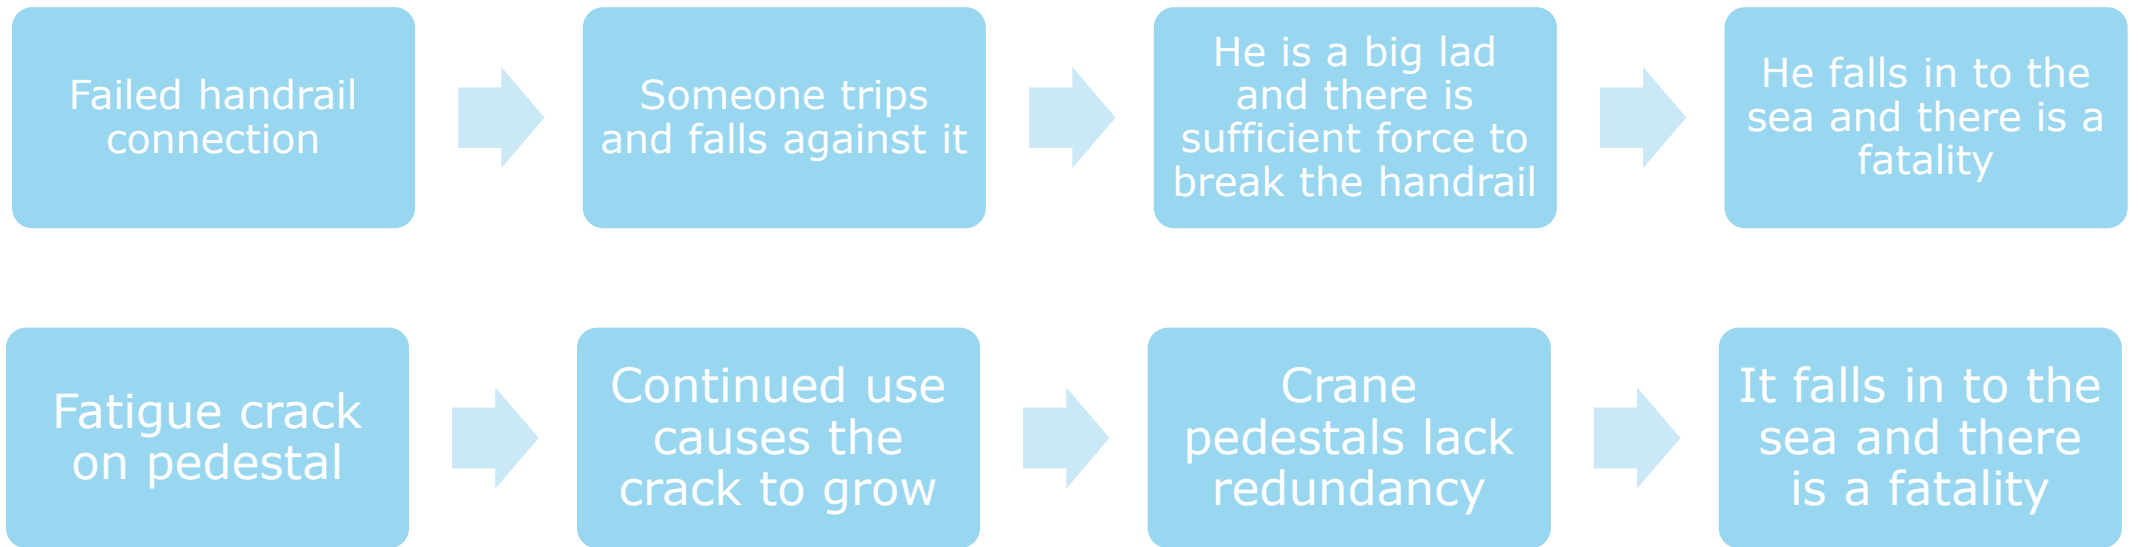 Failed handrail
connection
Someone trips
and falls against it
He is a big lad
and there is
sufficient force to
break the handrail
He falls in to the
sea and there is a
fatality
Fatigue crack
on pedestal
Continued use
causes the
crack to grow
Crane
pedestals lack
redundancy
It falls in to the
sea and there
is a fatality